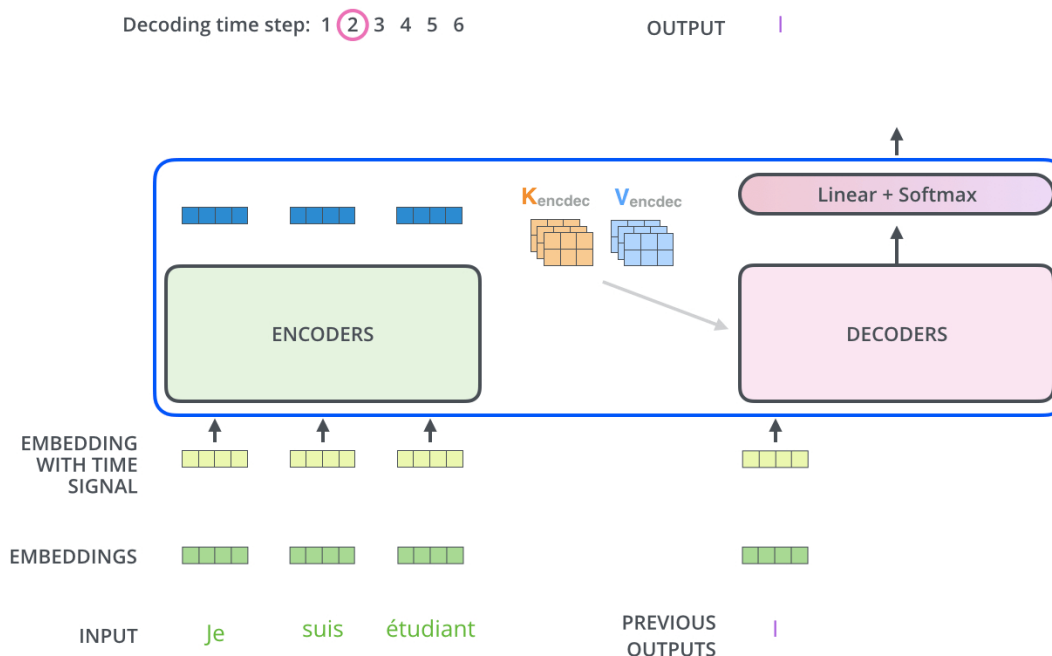 Decoding time step: 1 2 3 4 5 6
OUTPUT I
Kencdec Vencdec
Linear + Softmax
ENCODERS
DECODERS
EMBEDDING
WITH TIME
SIGNAL
EMBEDDINGS
INPUT Je suis étudiant
PREVIOUS
OUTPUTS
I